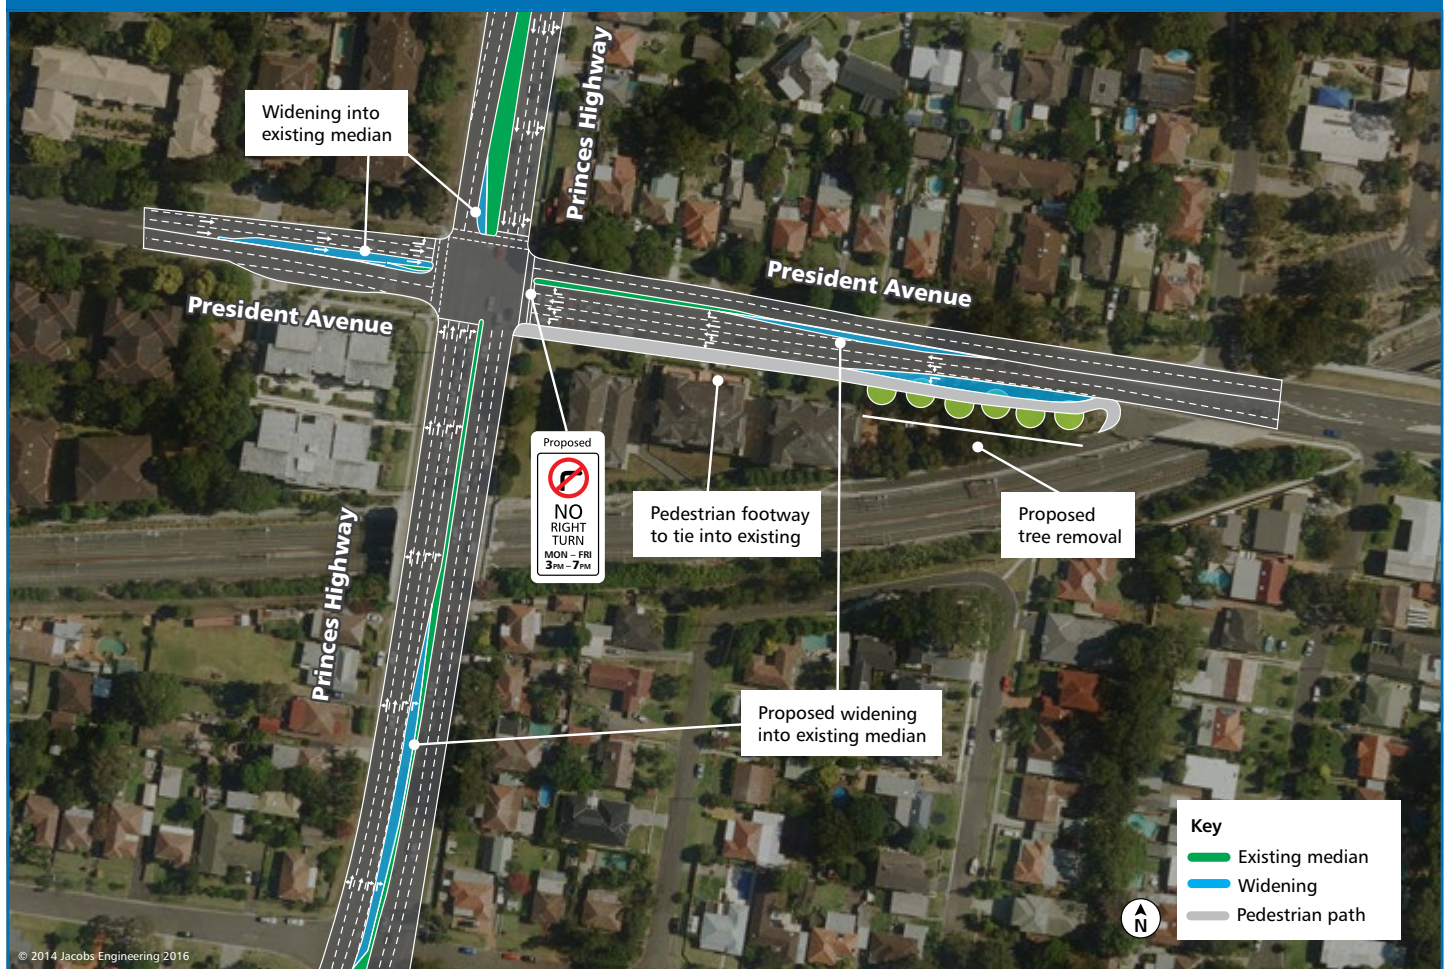 Princes Highway
Widening into
existing median
President Avenue
President Avenue
Proposed
NO
RIGHT
TURN
MON – FRI
3PM – 7PM
Pedestrian footway
to tie into existing
Proposed
tree removal
Princes Highway
Proposed widening
into existing median
Key
Existing median
Widening
Pedestrian path
N
© 2014 Jacobs Engineering 2016